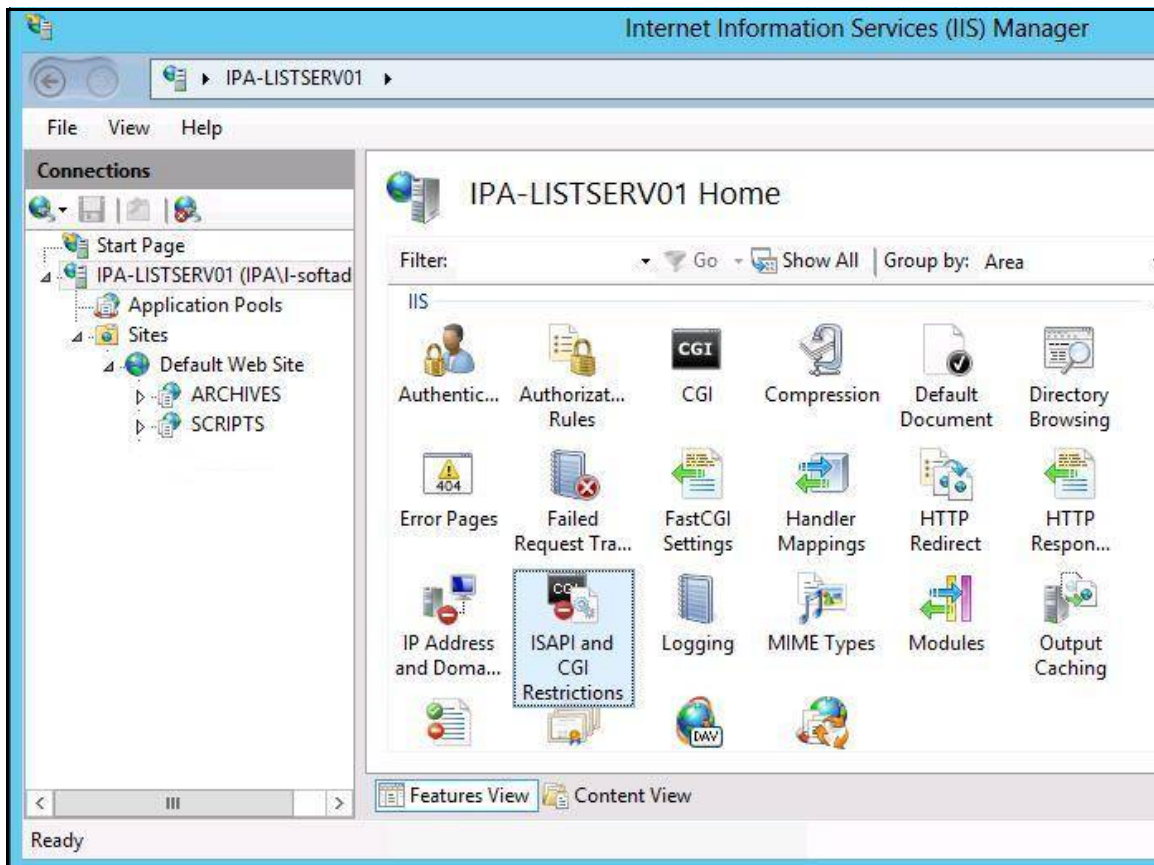 Internet Information Services (IIS) Manager
IPA-LISTSERV01
File View Help
Connections
Start Page
IPA-LISTSERV01 (IPA\I-softad
Application Pools
Sites
Default Web Site
ARCHIVES
SCRIPTS
IPA-LISTSERV01 Home
Filter: Go Show All Group by: Area
IIS
Authentic... Authorizat... CGI Compression Default Directory
Rules Document Browsing
CGI
404
Error Pages Failed FastCGI Handler HTTP HTTP
Request Tra... Settings Mappings Redirect Respon...
IP Address ISAPI and Logging MIME Types Modules Output
and Doma... CGI Caching
Restrictions
DAV
Features View Content View
Ready